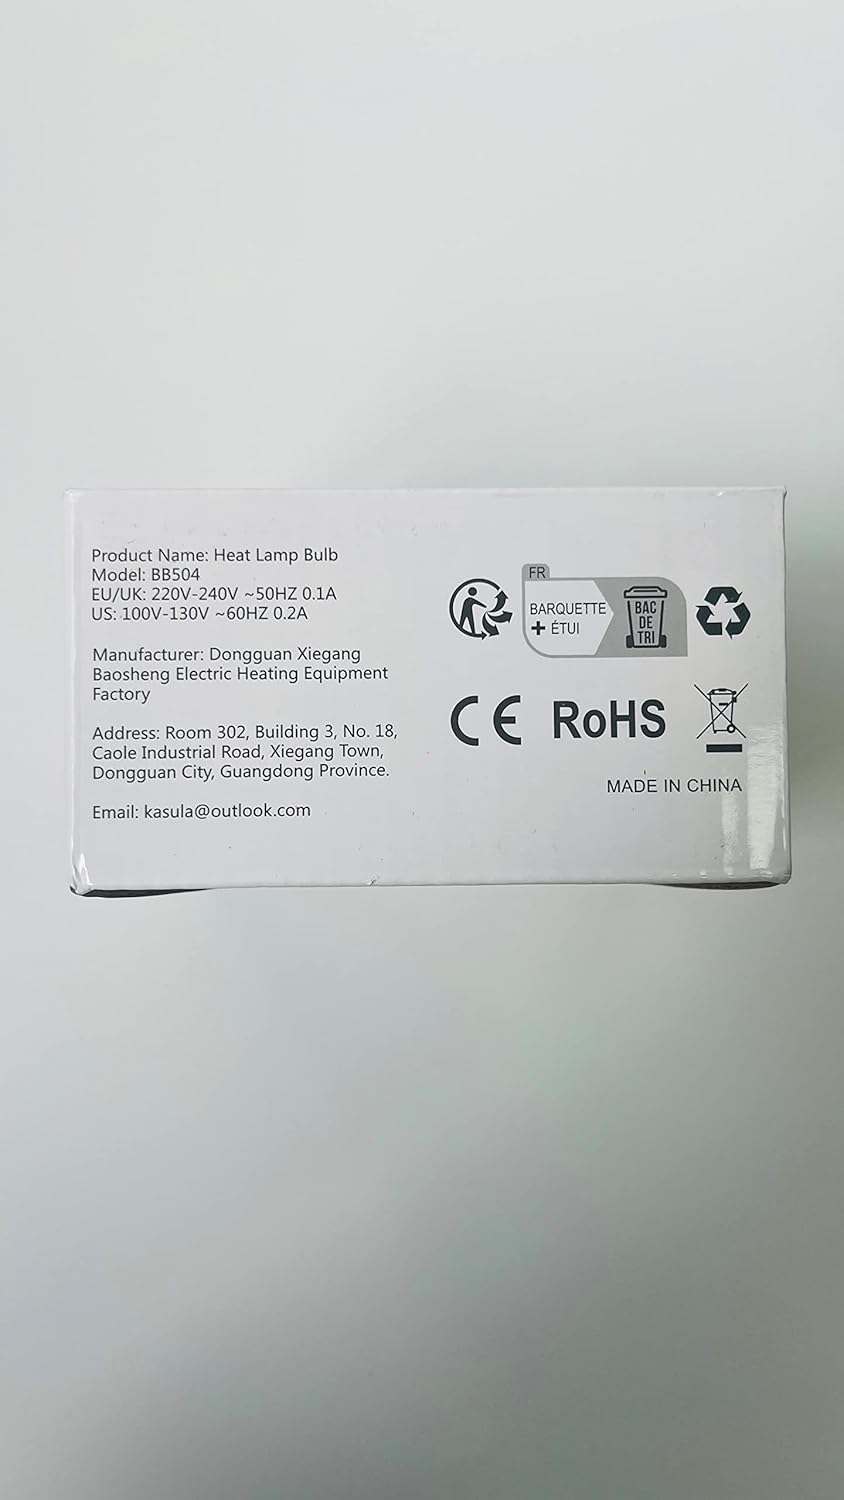 Product Name: Heat Lamp Bulb
Model: BB504
EU/UK: 220V-240V ~50HZ 0.1A
US: 100V-130V ~60HZ 0.2A
Manufacturer: Dongguan Xiegang
Baosheng Electric Heating Equipment
Factory
Address: Room 302, Building 3, No. 18,
Caole Industrial Road, Xiegang Town,
Dongguan City, Guangdong Province.
Email: kasula@outlook.com
FR
BARQUETTE
+ ÉTUI
BAC
DE
TRI
CE RoHS
MADE IN CHINA